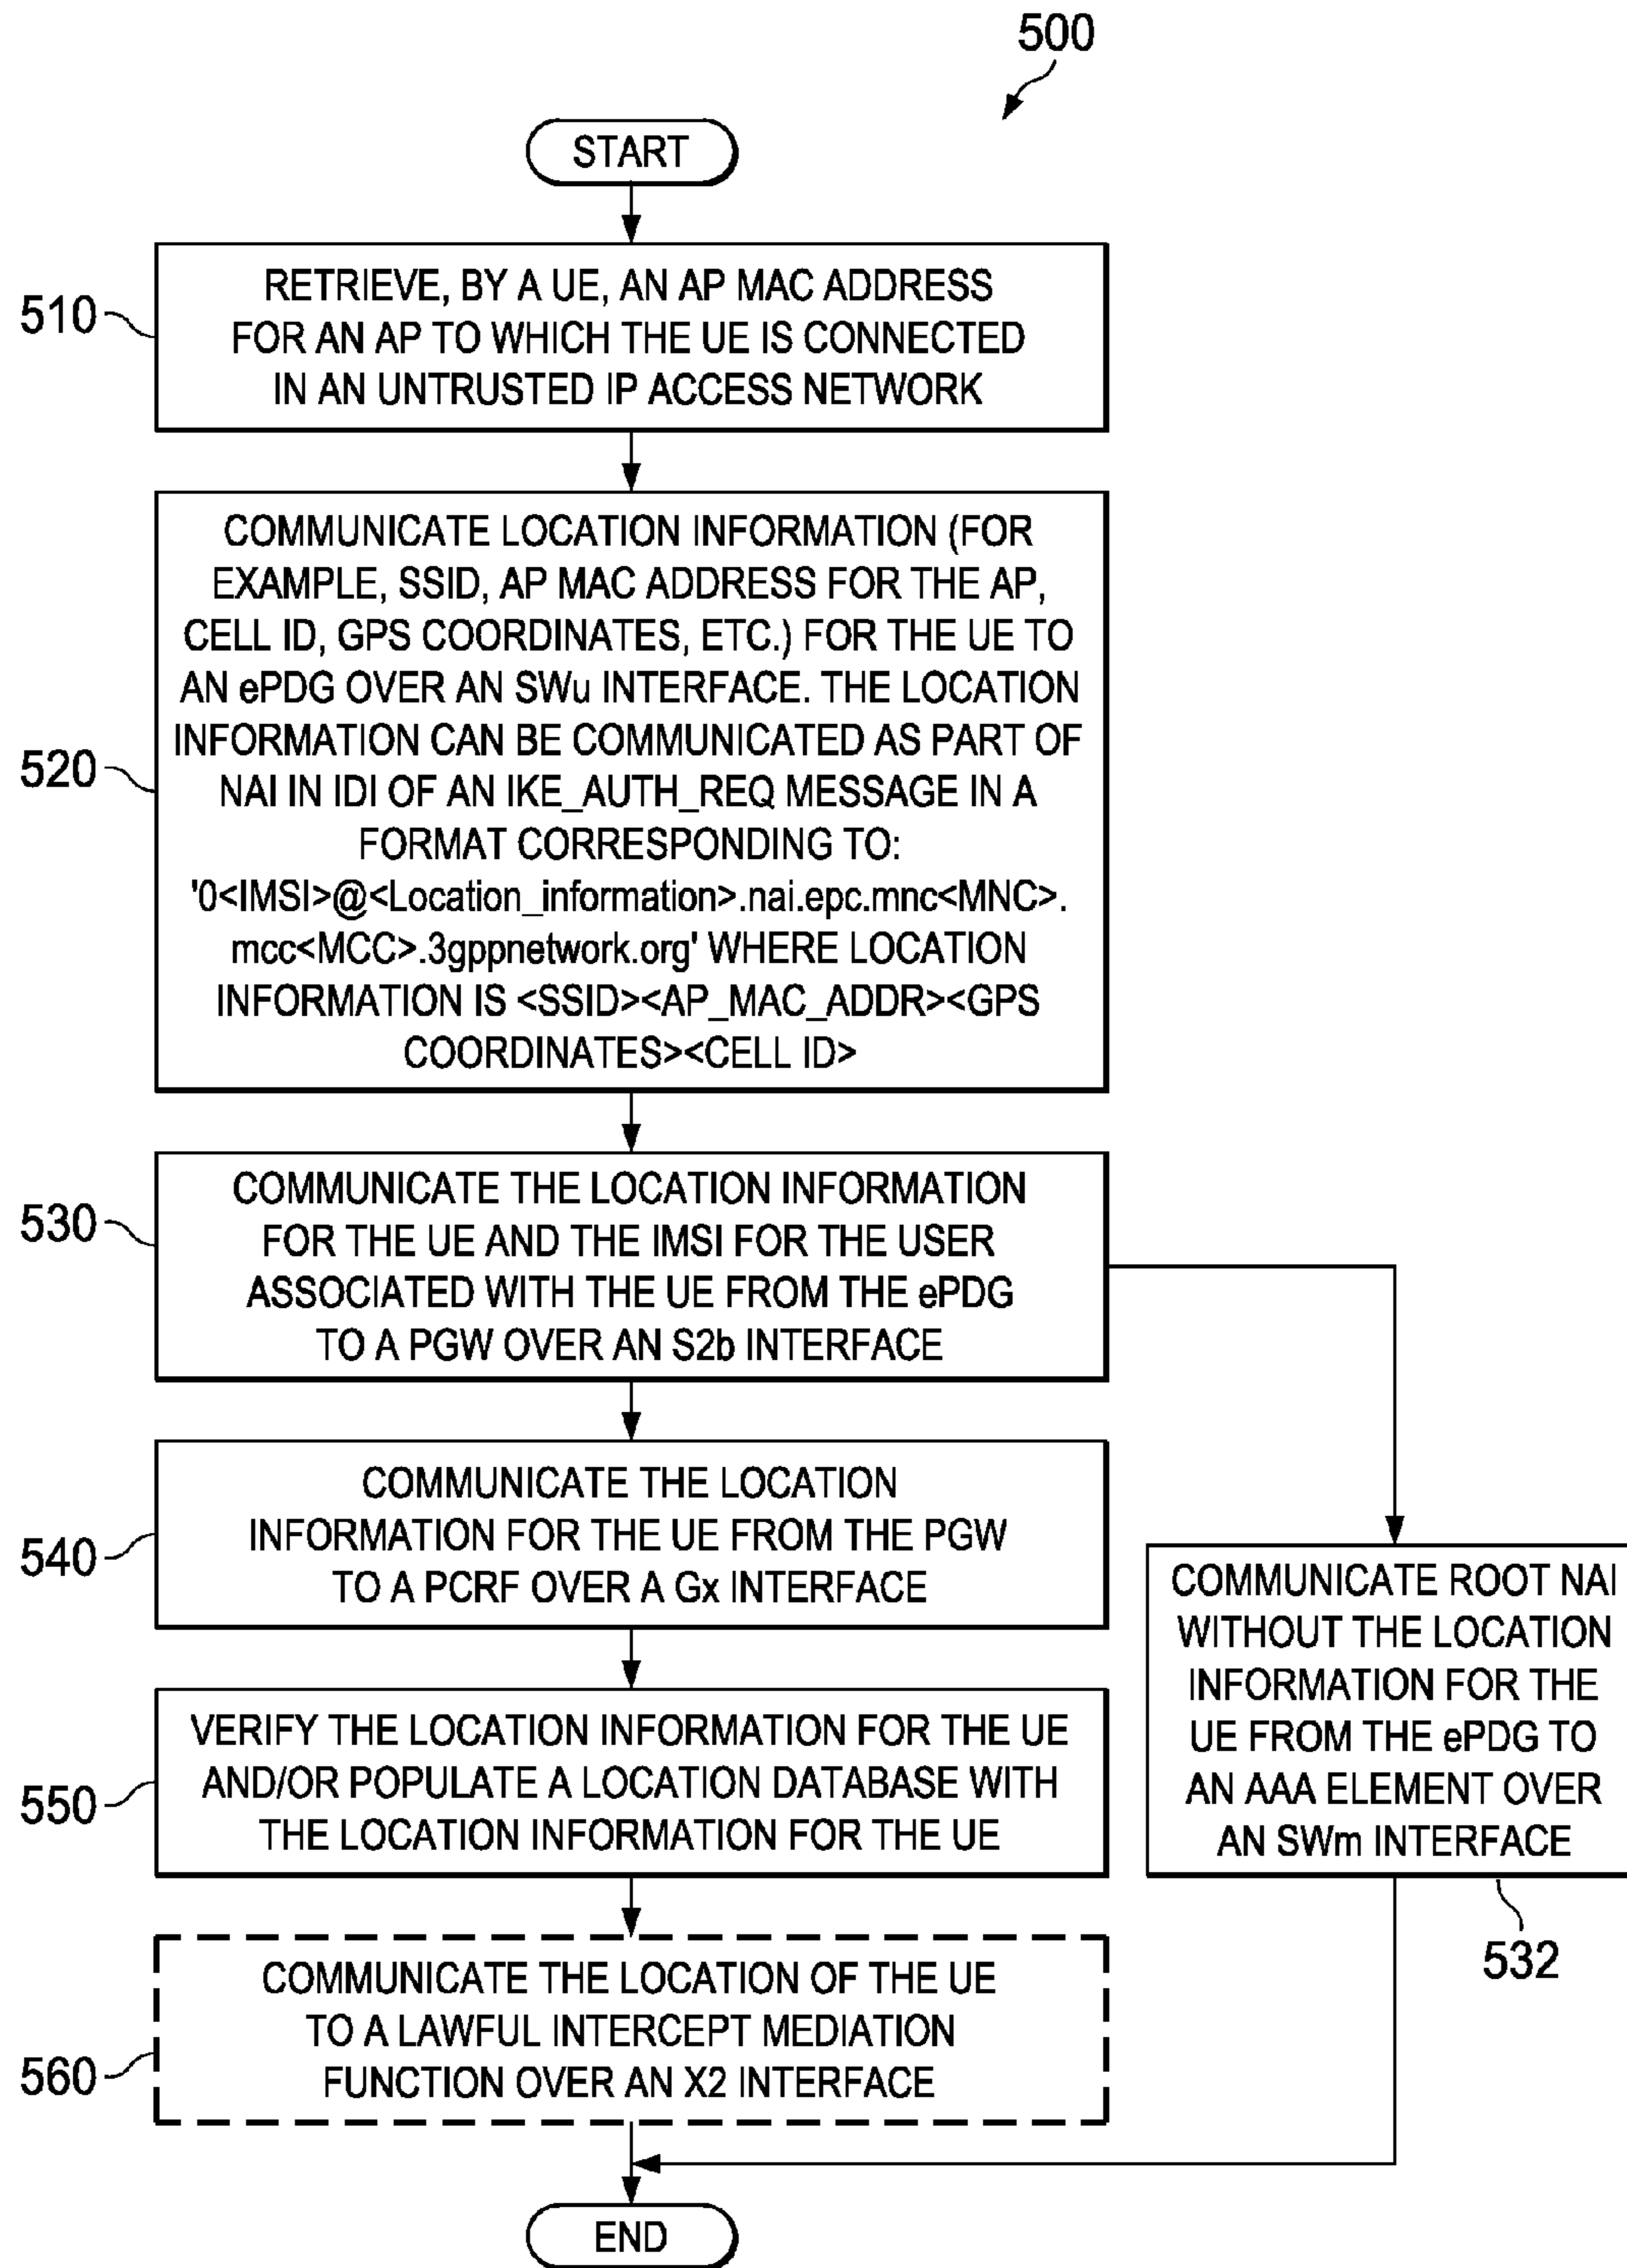 500
START
510
RETRIEVE, BY A UE, AN AP MAC ADDRESS
FOR AN AP TO WHICH THE UE IS CONNECTED
IN AN UNTRUSTED IP ACCESS NETWORK
520
COMMUNICATE LOCATION INFORMATION (FOR
EXAMPLE, SSID, AP MAC ADDRESS FOR THE AP,
CELL ID, GPS COORDINATES, ETC.) FOR THE UE TO
AN ePDG OVER AN SWu INTERFACE. THE LOCATION
INFORMATION CAN BE COMMUNICATED AS PART OF
NAI IN IDI OF AN IKE_AUTH_REQ MESSAGE IN A
FORMAT CORRESPONDING TO:
'0<IMSI>@<Location_information>.nai.epc.mnc<MNC>.
mcc<MCC>.3gppnetwork.org' WHERE LOCATION
INFORMATION IS <SSID><AP_MAC_ADDR><GPS
COORDINATES><CELL ID>
530
COMMUNICATE THE LOCATION INFORMATION
FOR THE UE AND THE IMSI FOR THE USER
ASSOCIATED WITH THE UE FROM THE ePDG
TO A PGW OVER AN S2b INTERFACE
540
COMMUNICATE THE LOCATION
INFORMATION FOR THE UE FROM THE PGW
TO A PCRF OVER A Gx INTERFACE
COMMUNICATE ROOT NAI
WITHOUT THE LOCATION
INFORMATION FOR THE
UE FROM THE ePDG TO
AN AAA ELEMENT OVER
AN SWm INTERFACE
532
550
VERIFY THE LOCATION INFORMATION FOR THE UE
AND/OR POPULATE A LOCATION DATABASE WITH
THE LOCATION INFORMATION FOR THE UE
560
COMMUNICATE THE LOCATION OF THE UE
TO A LAWFUL INTERCEPT MEDIATION
FUNCTION OVER AN X2 INTERFACE
END